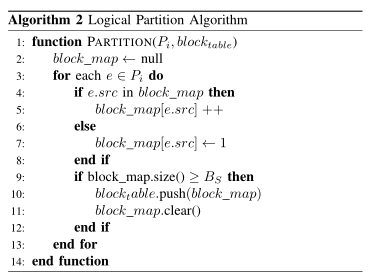 Algorithm 2 Logical Partition Algorithm
1: function PARTITION(P_i, block_table)
2: block_map ← null
3: for each e ∈ P_i do
4: if e.src in block_map then
5: block_map[e.src] ++
6: else
7: block_map[e.src] ← 1
8: end if
9: if block_map.size() ≥ B_S then
10: block_table.push(block_map)
11: block_map.clear()
12: end if
13: end for
14: end function